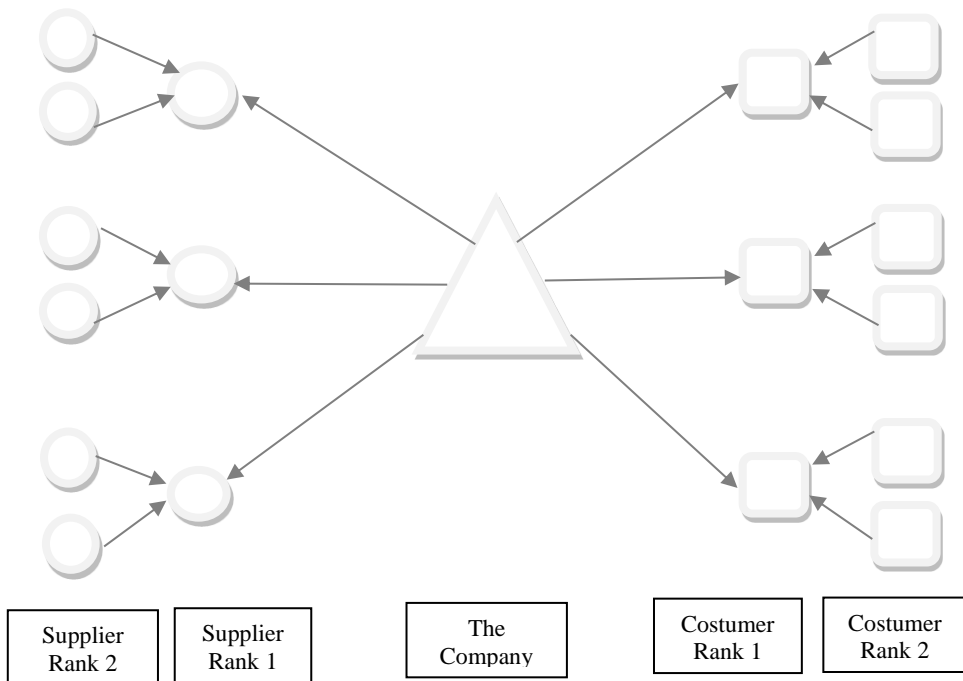 Supplier
Rank 2
Supplier
Rank 1
The
Company
Costumer
Rank 1
Costumer
Rank 2